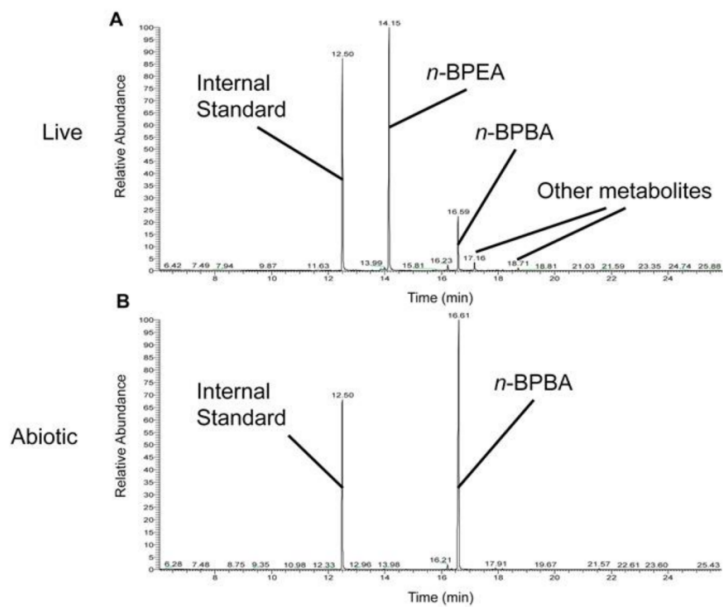 A
14.15
12.50
Internal
Standard
n-BPEA
Live
n-BPBA
Other metabolites
16.59
Relative Abundance
100
95
90
85
80
75
70
65
60
55
50
45
40
35
30
25
20
15
10
5
0
6.42 7.49 7.94 9.87 11.63 13.99 15.81 16.23 17.16 18.71 18.81 21.03 21.59 23.35 24.74 25.88
8 10 12 14 16 18 20 22 24
Time (min)
B
16.61
12.50
Internal
Standard
n-BPBA
Abiotic
Relative Abundance
100
95
90
85
80
75
70
65
60
55
50
45
40
35
30
25
20
15
10
5
0
6.28 7.48 8.75 9.35 10.98 12.33 12.96 13.98 16.21 17.91 19.67 21.57 22.61 23.60 25.43
8 10 12 14 16 18 20 22 24
Time (min)